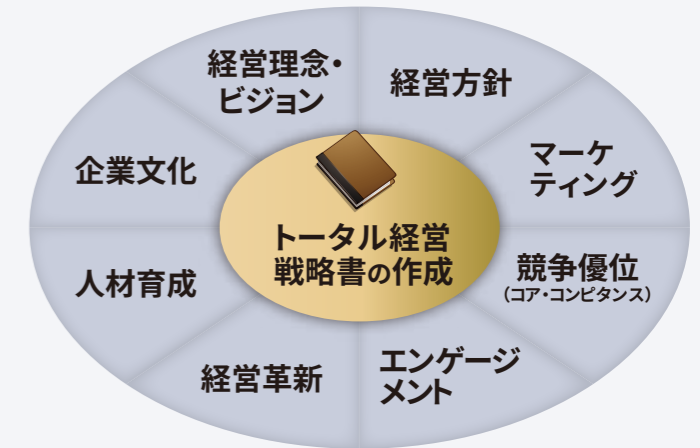 経営理念・
ビジョン
経営方針
マーケ
ティング
競争優位
（コア・コンピタンス）
エンゲージ
メント
経営革新
人材育成
企業文化
トータル経営
戦略書の作成